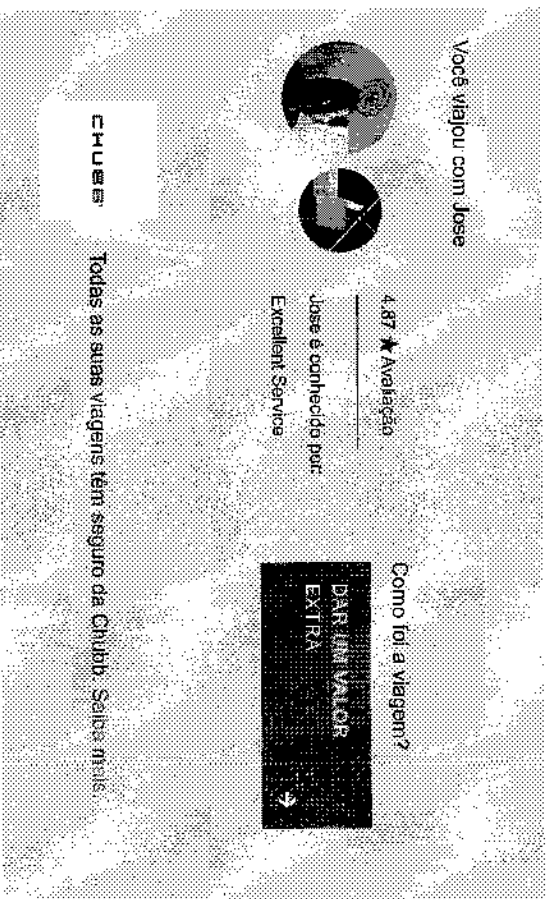 Você viajou com Jose
4.87 ★ Avaliação
Jose é conhecido por:
Excellent Service
Como foi a viagem?
DAR UM VALOR
EXTRA
CHUBB
Todas as suas viagens têm seguro da Chubb. Saiba mais.